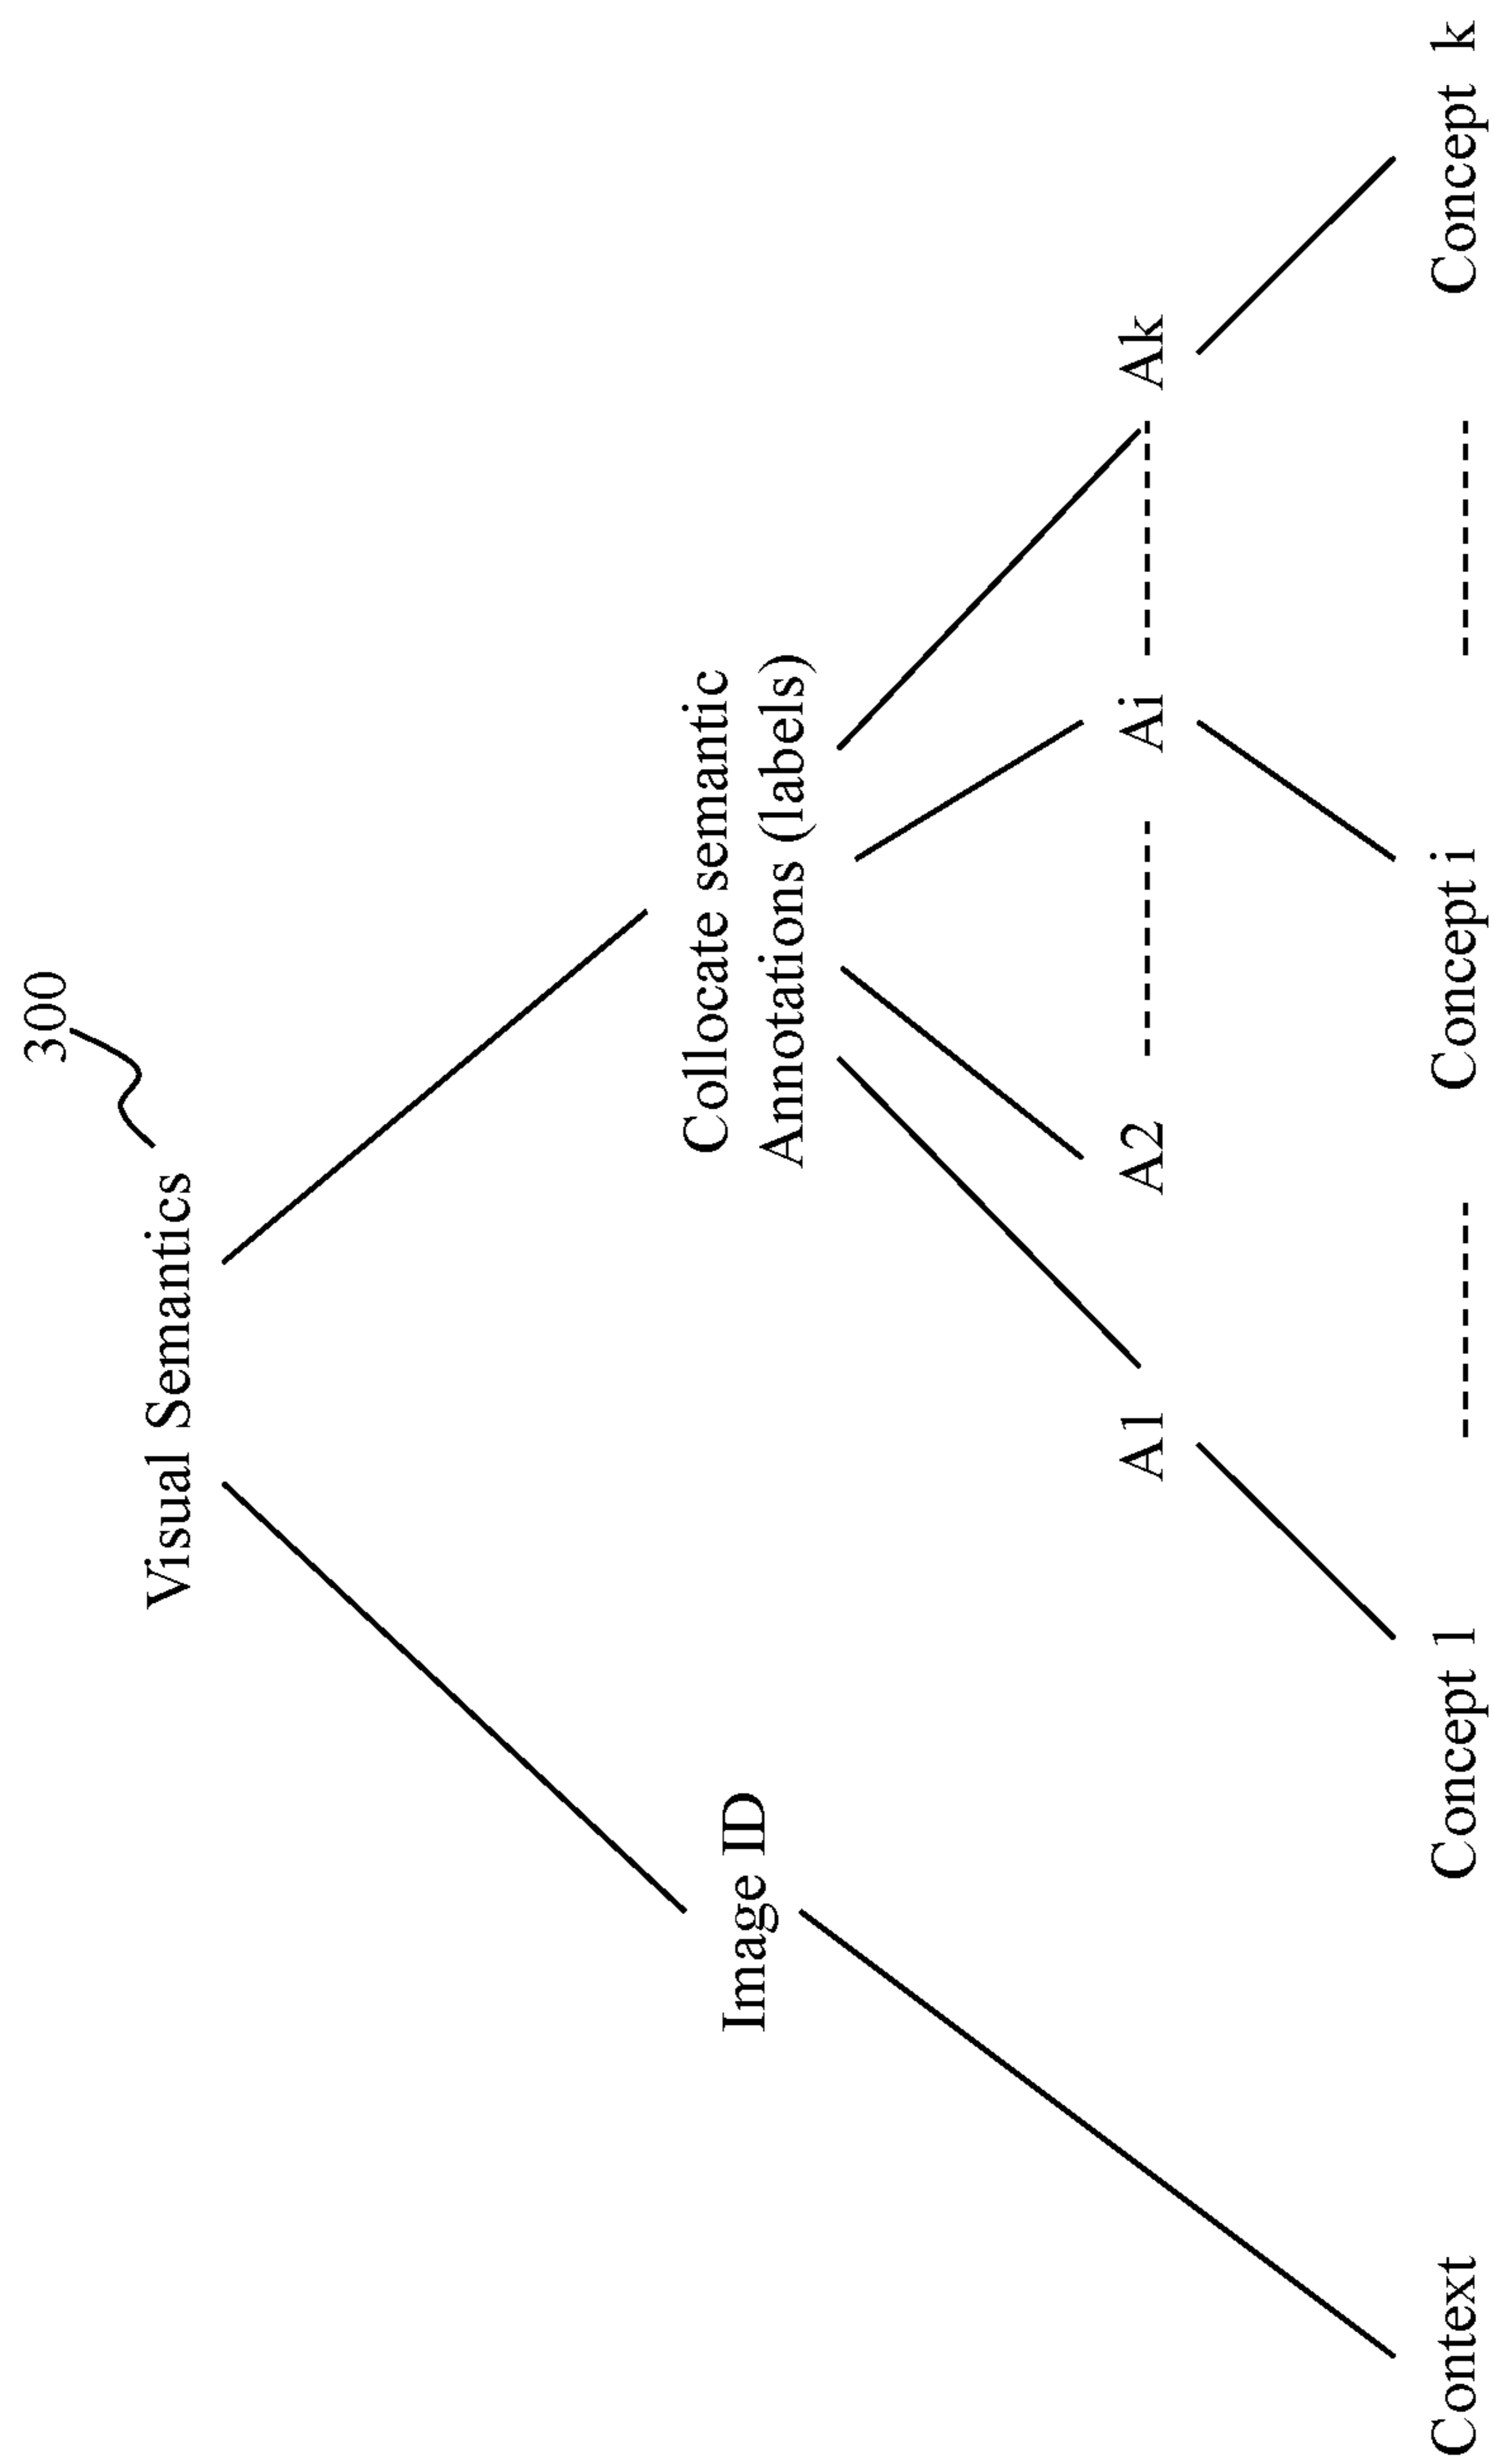 300
Visual Semantics
Image ID
Collocate semantic
Annotations (labels)
A1 A2 Ai Ak
Context Concept 1 Concept i Concept k